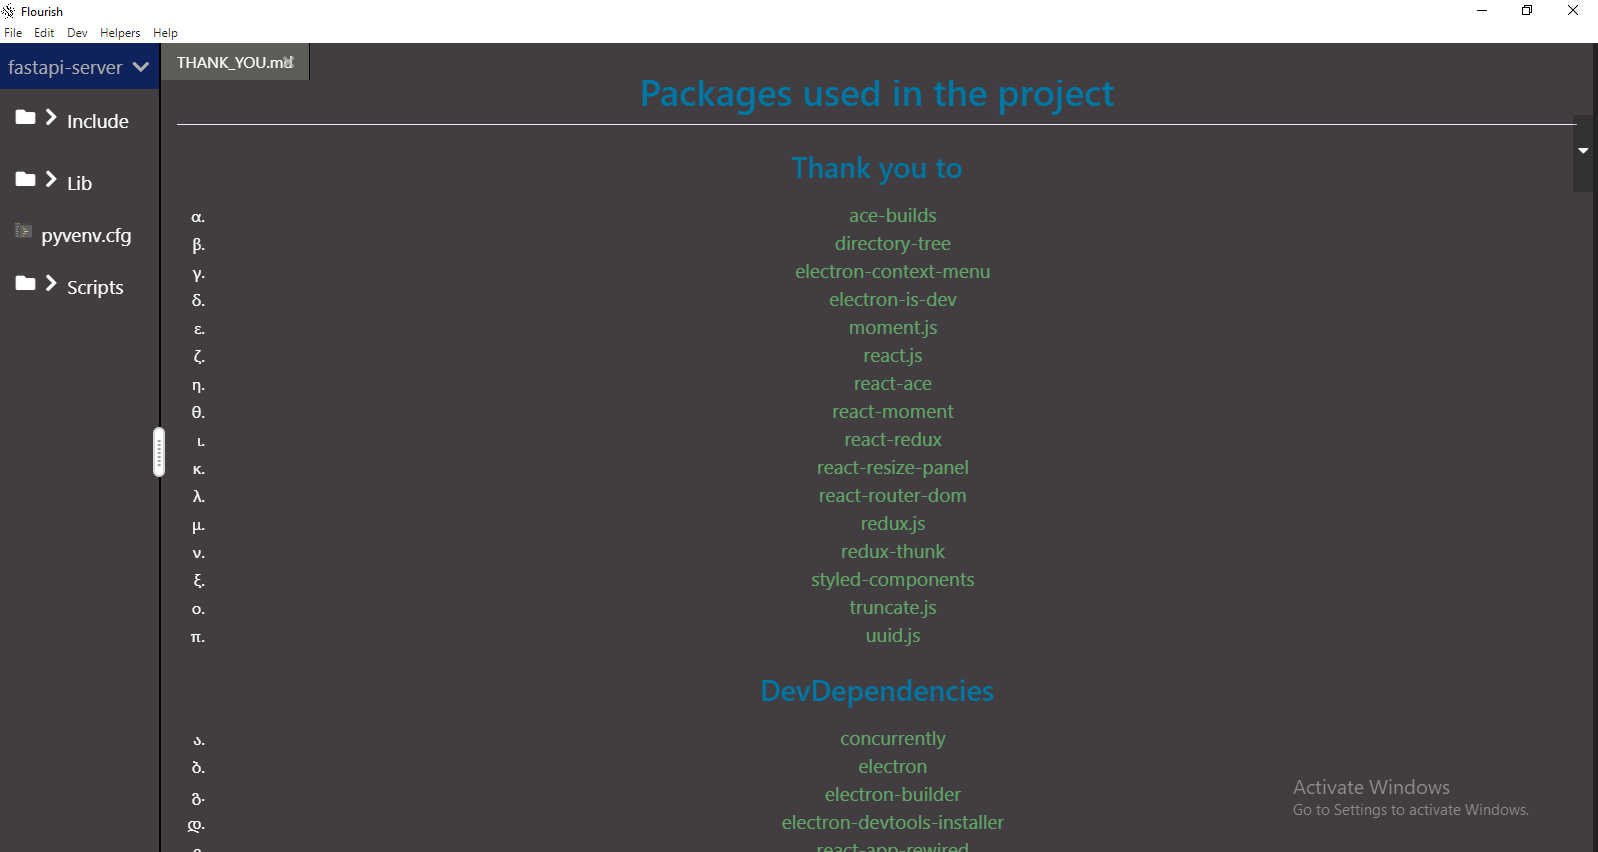 Flourish
File Edit Dev Helpers Help
fastapi-server
Include
Lib
pyvenv.cfg
Scripts
THANK_YOU.md
Packages used in the project
Thank you to
α. ace-builds
β. directory-tree
γ. electron-context-menu
δ. electron-is-dev
ε. moment.js
ζ. react.js
η. react-ace
θ. react-moment
ι. react-redux
κ. react-resize-panel
λ. react-router-dom
μ. redux.js
ν. redux-thunk
ξ. styled-components
ο. truncate.js
π. uuid.js
DevDependencies
ა. concurrently
ბ. electron
გ. electron-builder
დ. electron-devtools-installer
react-app-rewired
Activate Windows
Go to Settings to activate Windows.